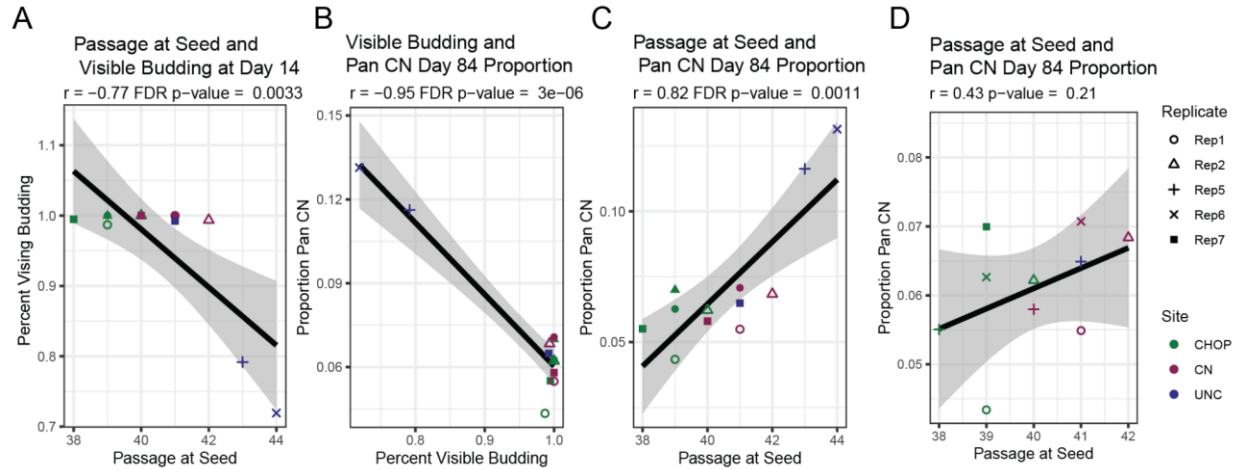 A
Passage at Seed and
Visible Budding at Day 14
r = −0.77 FDR p−value = 0.0033
Percent Vising Budding
1.1
1.0
0.9
0.8
0.7
38 40 42 44
Passage at Seed
B
Visible Budding and
Pan CN Day 84 Proportion
r = −0.95 FDR p−value = 3e−06
Proportion Pan CN
0.15
0.12
0.09
0.06
0.8 0.9 1.0
Percent Visible Budding
C
Passage at Seed and
Pan CN Day 84 Proportion
r = 0.82 FDR p−value = 0.0011
Proportion Pan CN
0.10
0.05
38 40 42 44
Passage at Seed
D
Passage at Seed and
Pan CN Day 84 Proportion
r = 0.43 p−value = 0.21
Proportion Pan CN
0.08
0.07
0.06
0.05
38 39 40 41 42
Passage at Seed
Replicate
Rep1
Rep2
Rep5
Rep6
Rep7
Site
CHOP
CN
UNC